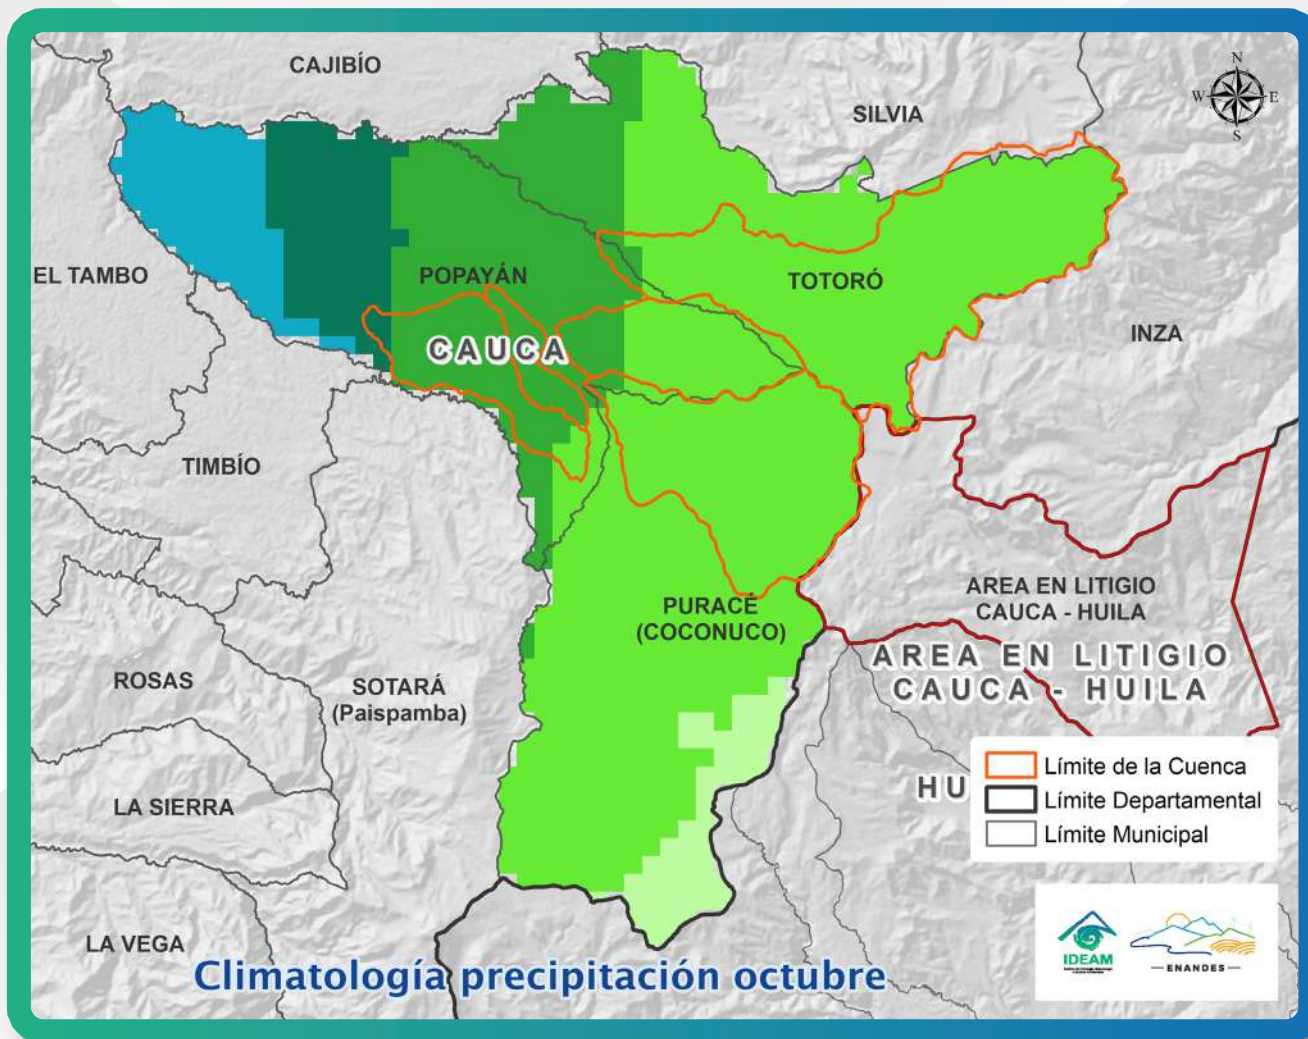 CAJIBÍO
N
W
E
S
SILVIA
EL TAMBO
POPAYÁN
TOTORÓ
INZA
CAUCA
TIMBÍO
AREA EN LITIGIO
CAUCA - HUILA
PURACÉ
(COCONUCO)
AREA EN LITIGIO
CAUCA - HUILA
ROSAS
SOTARÁ
(Paispamba)
HU
Límite de la Cuenca
Límite Departamental
Límite Municipal
LA SIERRA
LA VEGA
Climatología precipitación octubre
IDEAM
ENANDES